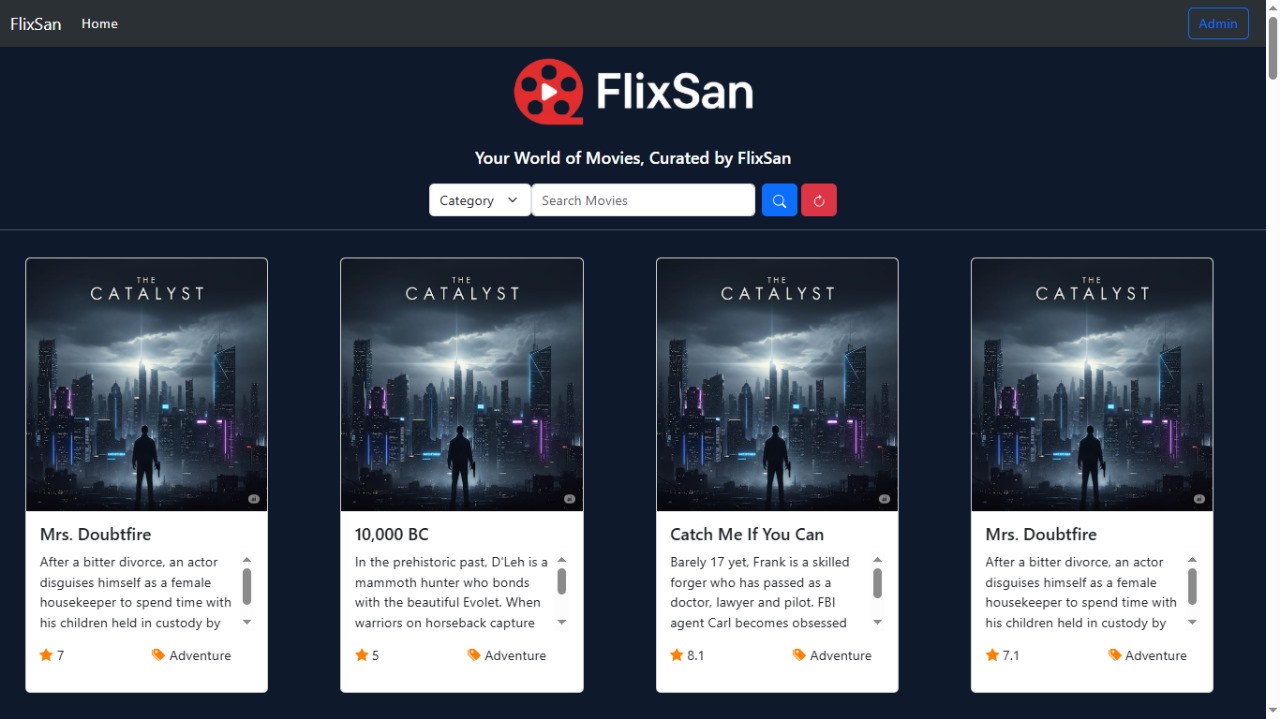 FlixSan Home Admin
FlixSan
Your World of Movies, Curated by FlixSan
Category Search Movies
THE
CATALYST
ai
Mrs. Doubtfire
After a bitter divorce, an actor
disguises himself as a female
housekeeper to spend time with
his children held in custody by
7 Adventure
THE
CATALYST
ai
10,000 BC
In the prehistoric past, D'Leh is a
mammoth hunter who bonds
with the beautiful Evolet. When
warriors on horseback capture
5 Adventure
THE
CATALYST
ai
Catch Me If You Can
Barely 17 yet, Frank is a skilled
forger who has passed as a
doctor, lawyer and pilot. FBI
agent Carl becomes obsessed
8.1 Adventure
THE
CATALYST
ai
Mrs. Doubtfire
After a bitter divorce, an actor
disguises himself as a female
housekeeper to spend time with
his children held in custody by
7.1 Adventure